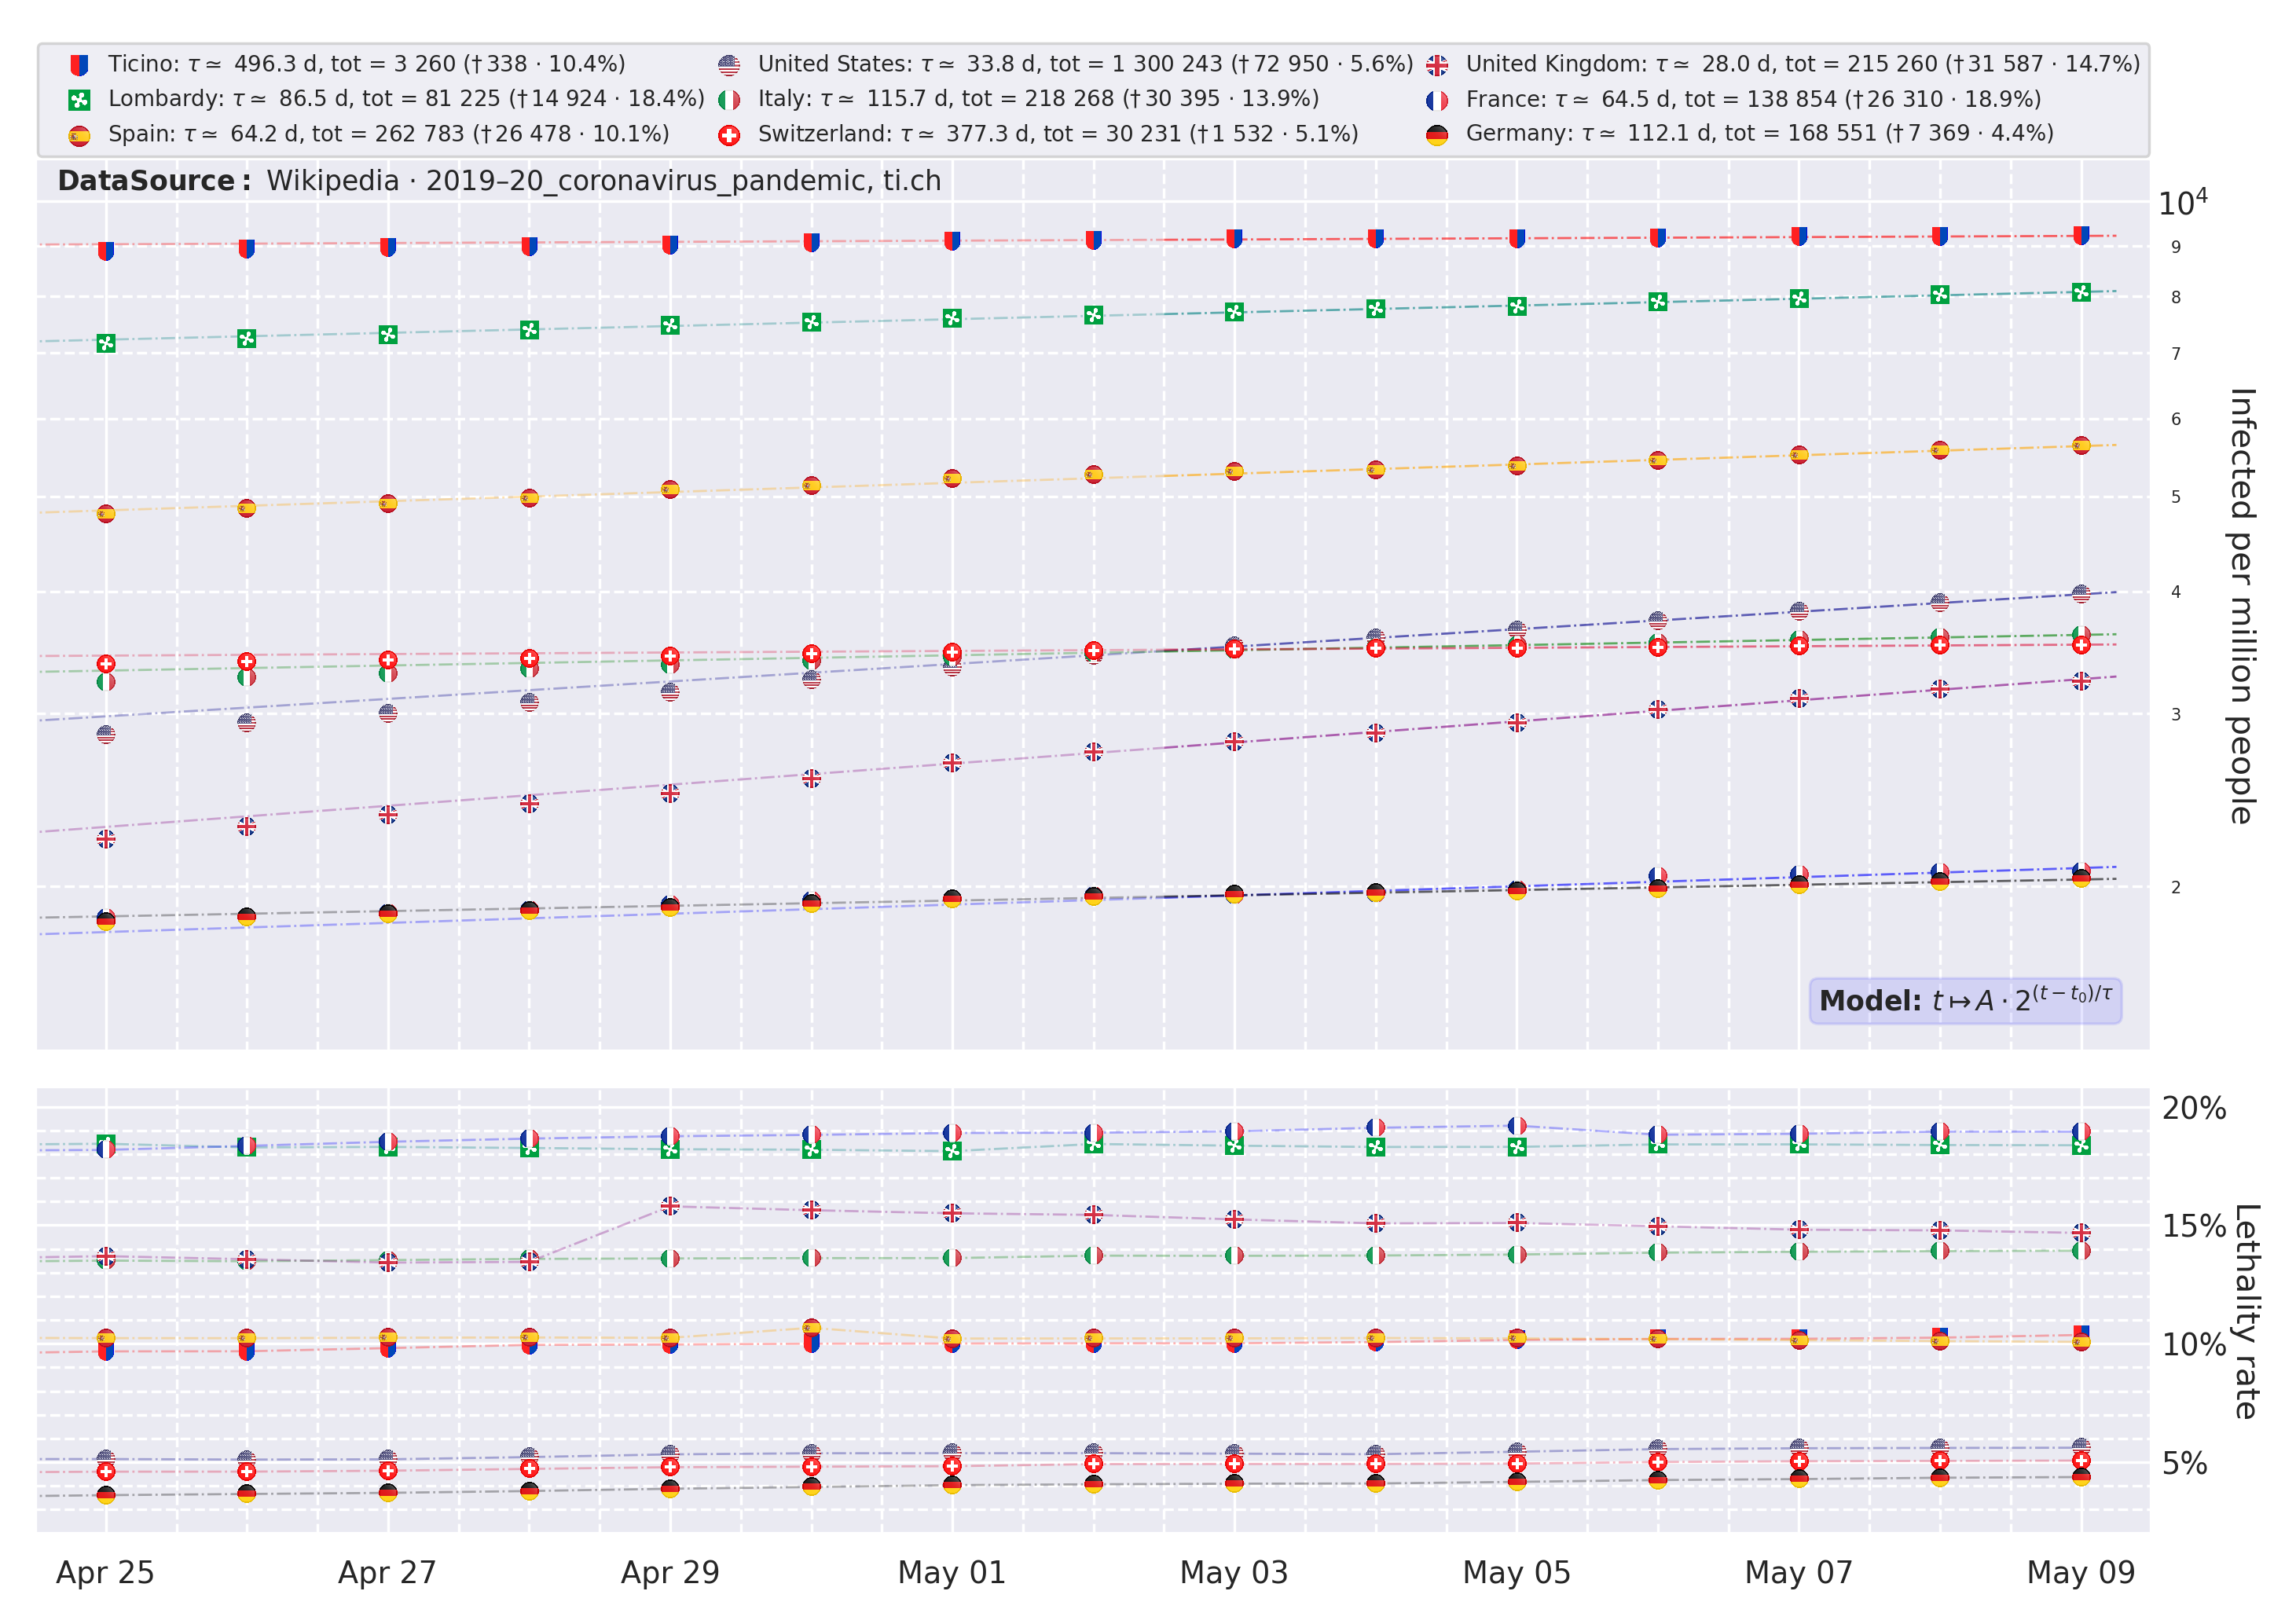 Ticino: τ ≃ 496.3 d, tot = 3 260 (†338 · 10.4%)
Lombardy: τ ≃ 86.5 d, tot = 81 225 (†14 924 · 18.4%)
Spain: τ ≃ 64.2 d, tot = 262 783 (†26 478 · 10.1%)
United States: τ ≃ 33.8 d, tot = 1 300 243 (†72 950 · 5.6%)
Italy: τ ≃ 115.7 d, tot = 218 268 (†30 395 · 13.9%)
Switzerland: τ ≃ 377.3 d, tot = 30 231 (†1 532 · 5.1%)
United Kingdom: τ ≃ 28.0 d, tot = 215 260 (†31 587 · 14.7%)
France: τ ≃ 64.5 d, tot = 138 854 (†26 310 · 18.9%)
Germany: τ ≃ 112.1 d, tot = 168 551 (†7 369 · 4.4%)
DataSource: Wikipedia · 2019–20_coronavirus_pandemic, ti.ch
10⁴
9
8
7
6
5
4
3
2
Infected per million people
Model: t ↦ A · 2^{(t − t₀)/τ}
20%
15%
10%
5%
Lethality rate
Apr 25
Apr 27
Apr 29
May 01
May 03
May 05
May 07
May 09